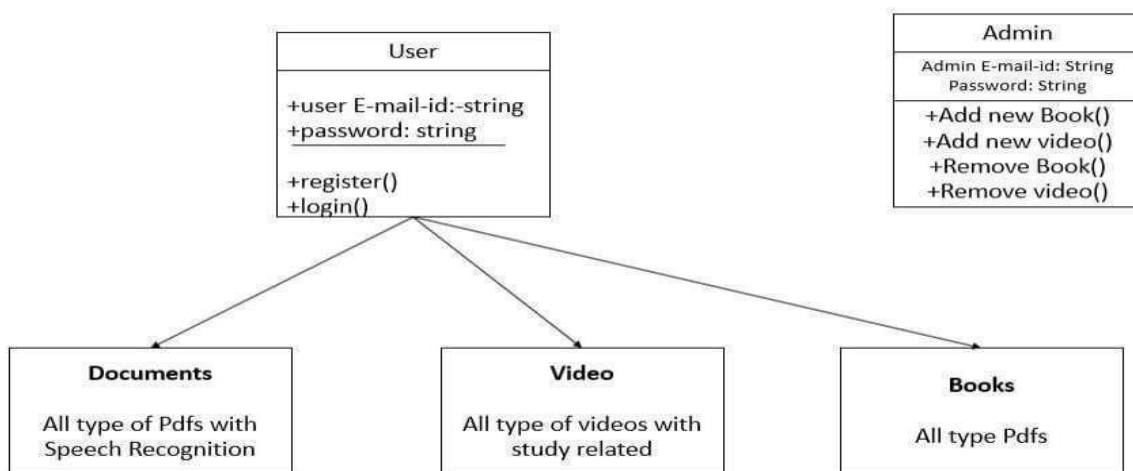 User
+user E-mail-id:-string
+password: string
+register()
+login()
Admin
Admin E-mail-id: String
Password: String
+Add new Book()
+Add new video()
+Remove Book()
+Remove video()
Documents
All type of Pdfs with
Speech Recognition
Video
All type of videos with
study related
Books
All type Pdfs